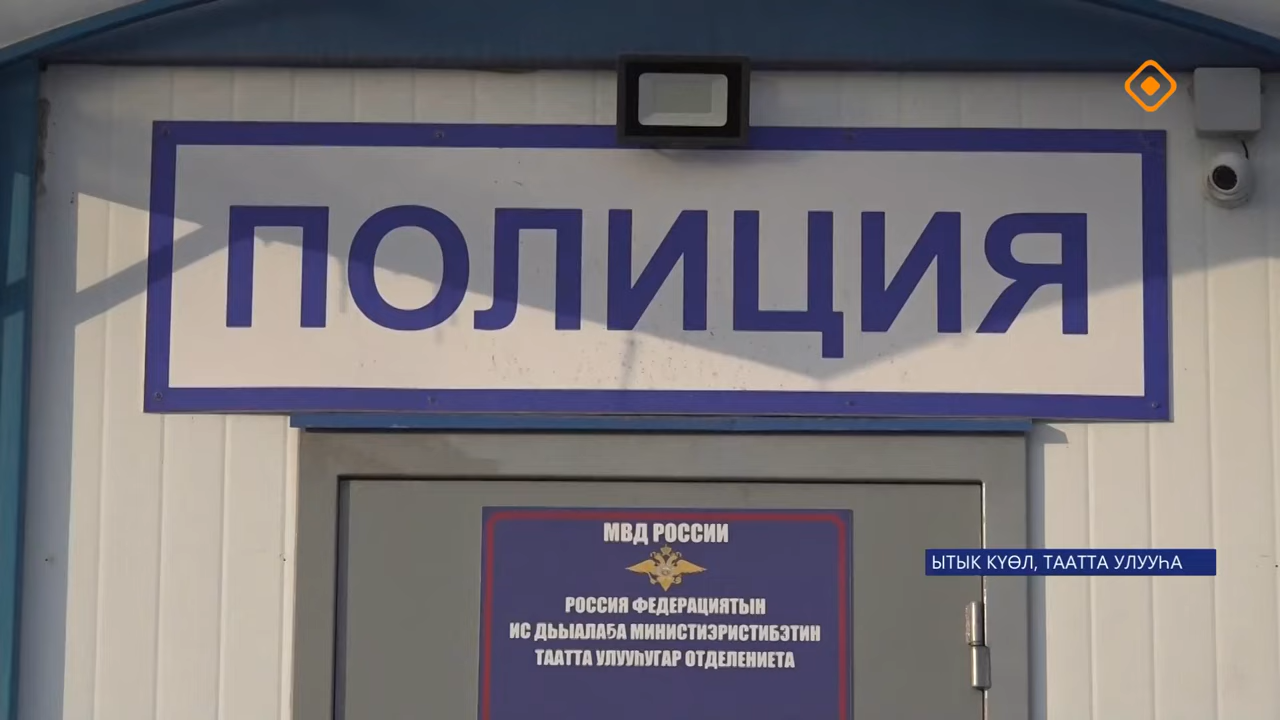 ПОЛИЦИЯ
МВД РОССИИ
РОССИЯ ФЕДЕРАЦИЯТЫН
ИС ДЬЫАЛАҔА МИНИСТИЭРИСТИБЭТИН
ТААТТА УЛУУҺУГАР ОТДЕЛЕНИЕТА
ЫТЫК КҮӨЛ, ТААТТА УЛУУҺА